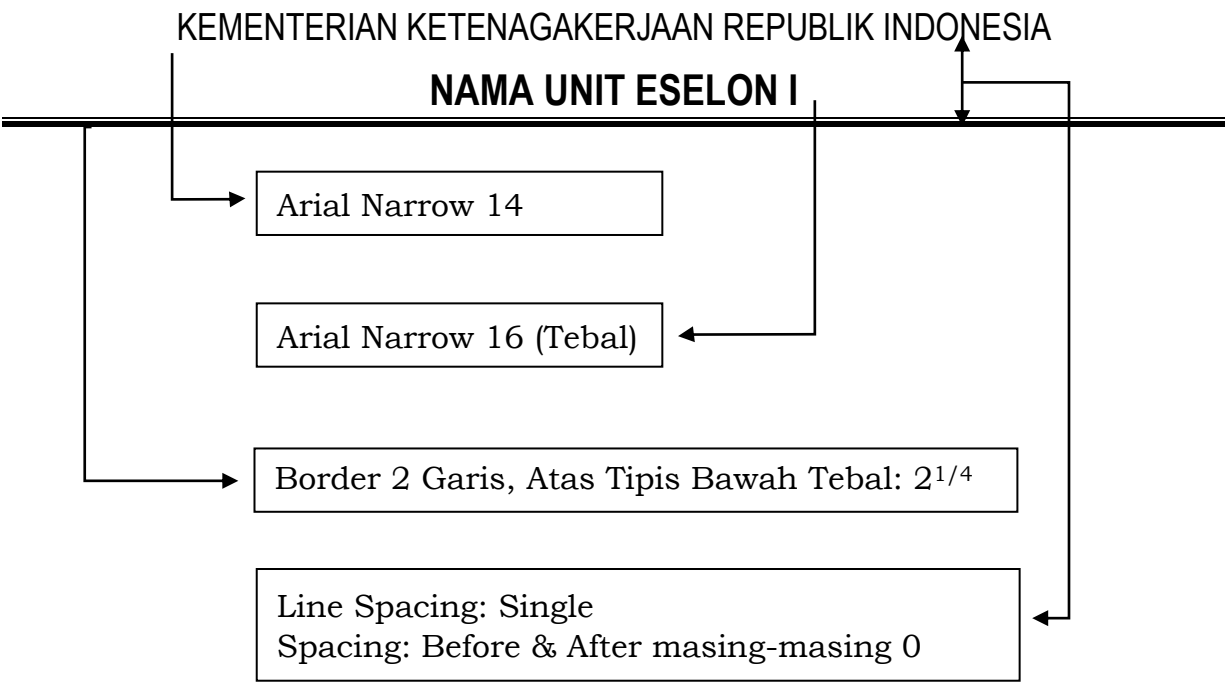 KEMENTERIAN KETENAGAKERJAAN REPUBLIK INDONESIA
NAMA UNIT ESELON I
Arial Narrow 14
Arial Narrow 16 (Tebal)
Border 2 Garis, Atas Tipis Bawah Tebal: 2¹/⁴
Line Spacing: Single
Spacing: Before & After masing-masing 0